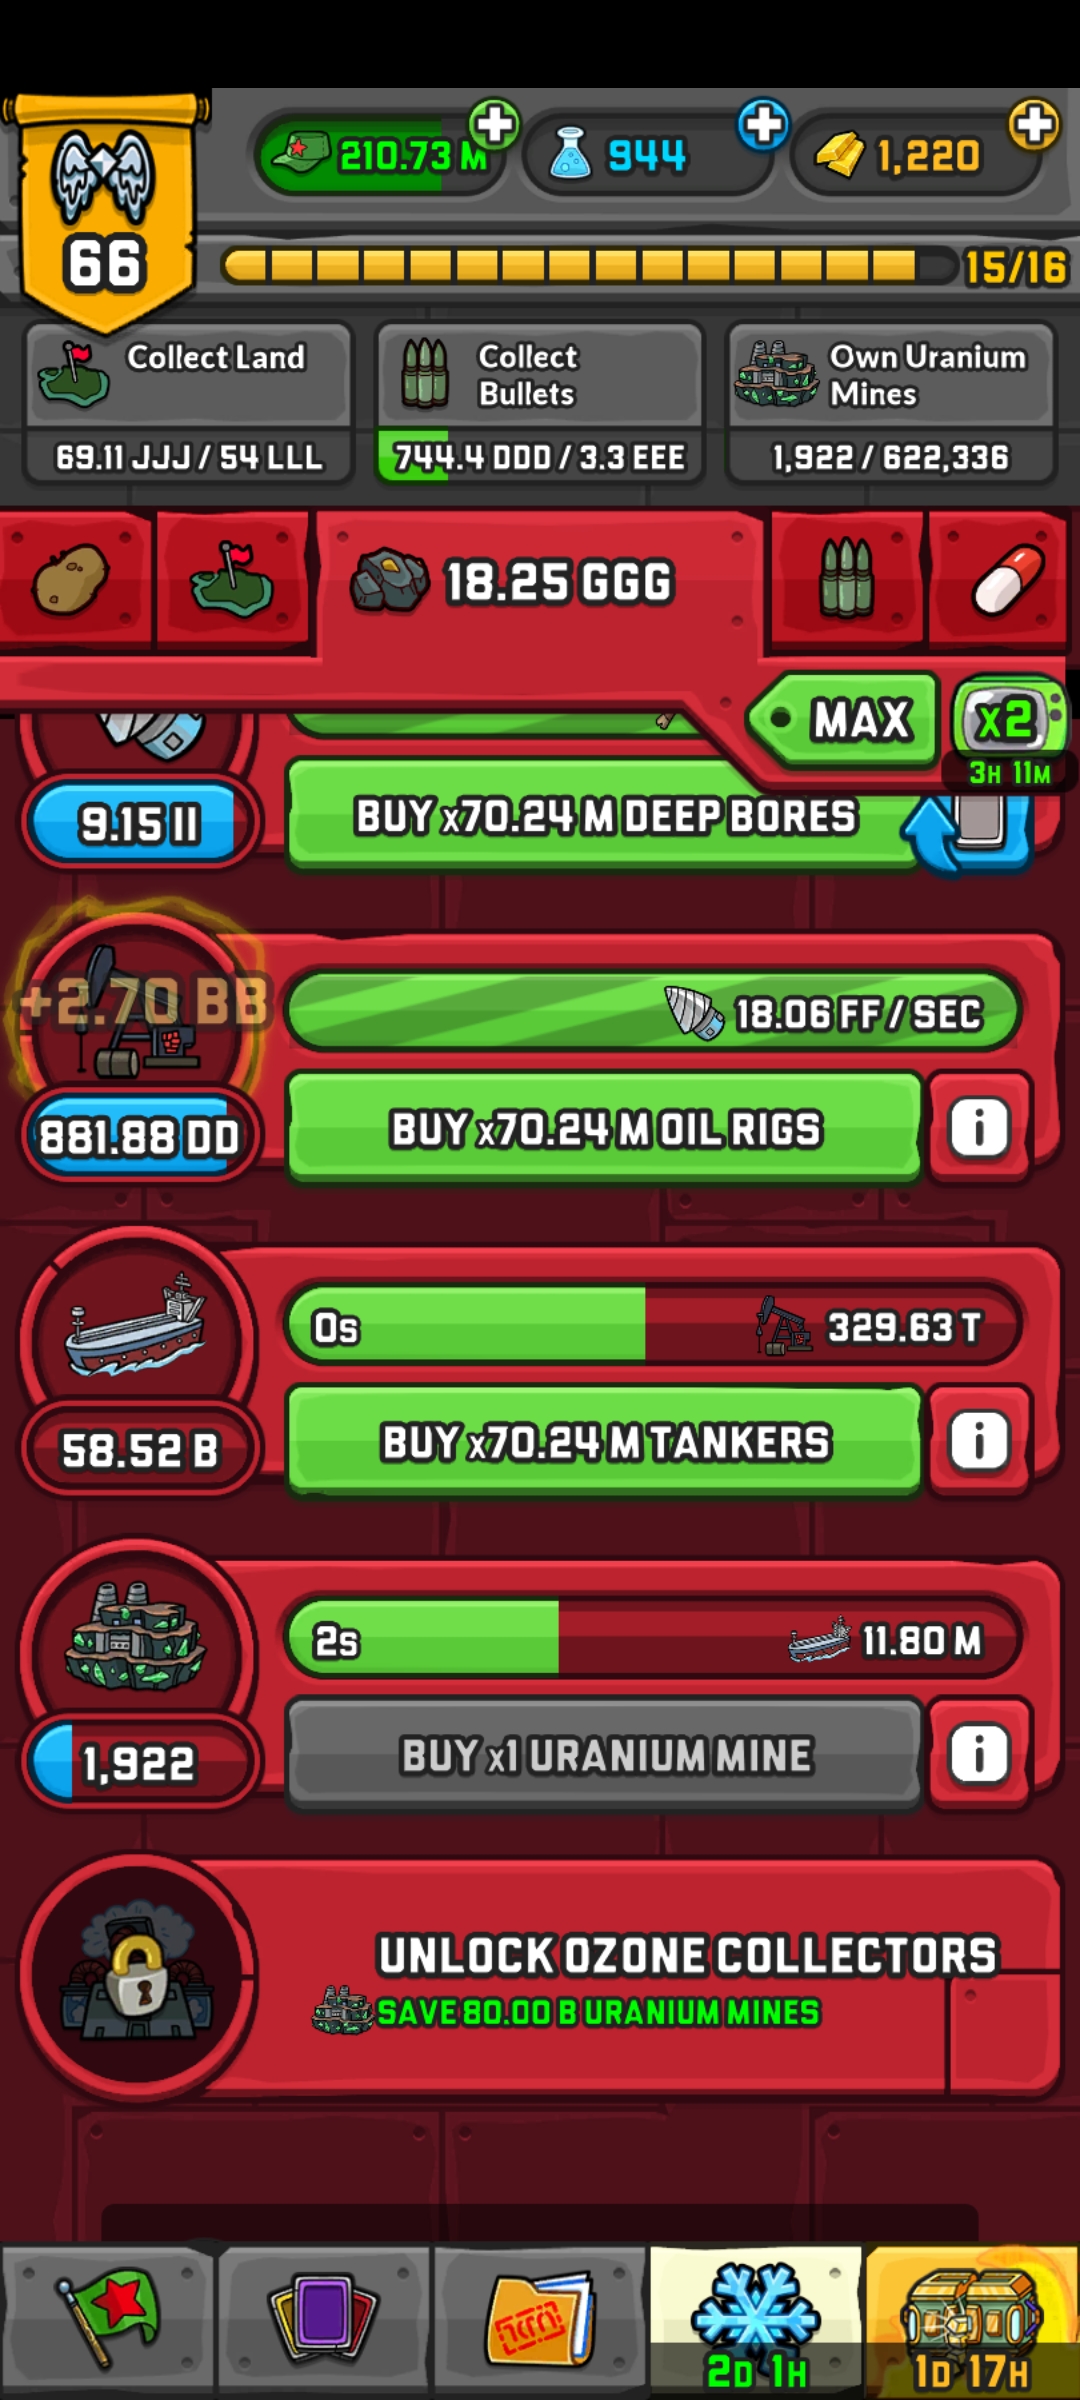 66
210.73 M
944
1,220
15/16
Collect Land
69.11 JJJ / 54 LLL
Collect
Bullets
744.4 DDD / 3.3 EEE
Own Uranium
Mines
1,922 / 622,336
18.25 GGG
MAX
x2
3H 11M
9.15 II
BUY x70.24 M DEEP BORES
+2.70 BB
18.06 FF / SEC
881.88 DD
BUY x70.24 M OIL RIGS
i
0s
329.63 T
58.52 B
BUY x70.24 M TANKERS
i
2s
11.80 M
1,922
BUY x1 URANIUM MINE
i
UNLOCK OZONE COLLECTORS
SAVE 80.00 B URANIUM MINES
2D 1H
1D 17H